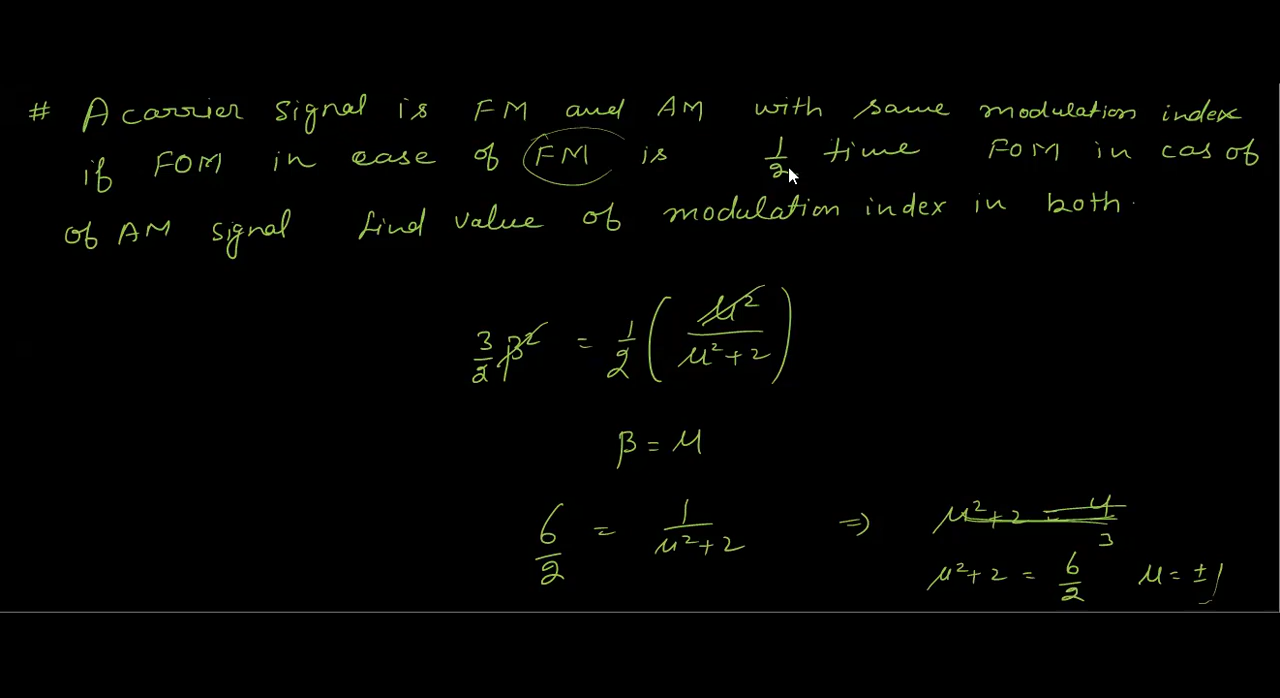 # A carrier signal is FM and AM with same modulation index
if FOM in case of FM is 1/2 time FOM in cas of
of AM signal find value of modulation index in both.
3/2 β² = 1/2 (μ²/(μ²+2))
β = μ
6/2 = 1/(μ²+2) ⇒ μ²+2 = 4/3
μ²+2 = 6/2 μ = ±1